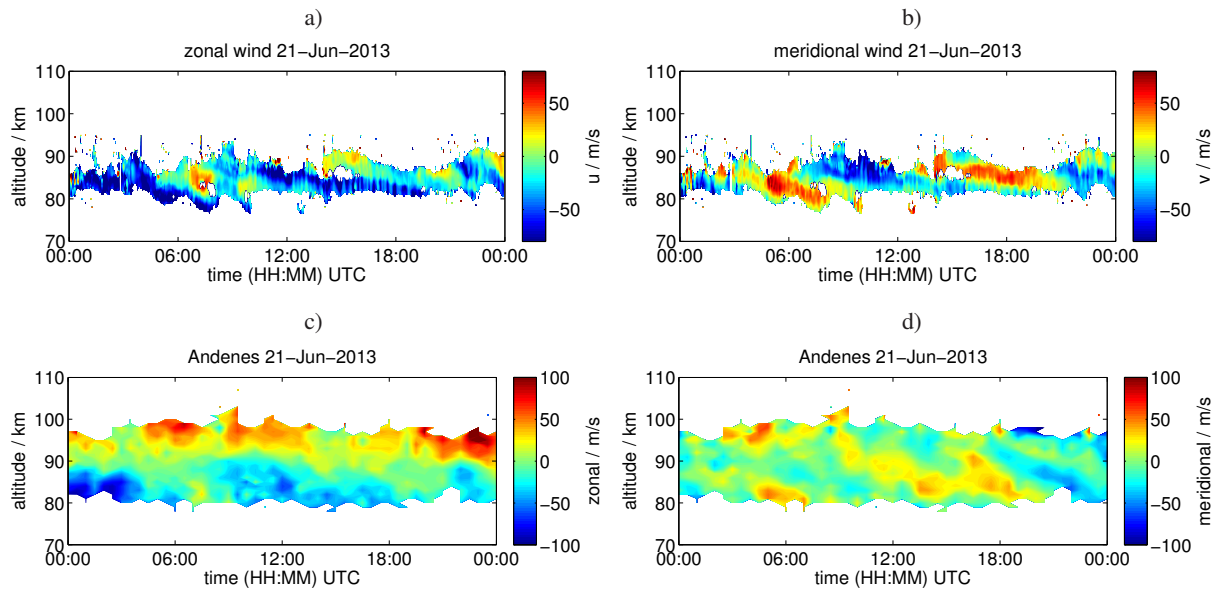 a)
zonal wind 21−Jun−2013
110
100
90
80
70
altitude / km
00:00 06:00 12:00 18:00 00:00
time (HH:MM) UTC
50
0
−50
u / m/s
b)
meridional wind 21−Jun−2013
110
100
90
80
70
altitude / km
00:00 06:00 12:00 18:00 00:00
time (HH:MM) UTC
50
0
−50
v / m/s
c)
Andenes 21−Jun−2013
110
100
90
80
70
altitude / km
00:00 06:00 12:00 18:00 00:00
time (HH:MM) UTC
100
50
0
−50
−100
zonal / m/s
d)
Andenes 21−Jun−2013
110
100
90
80
70
altitude / km
00:00 06:00 12:00 18:00 00:00
time (HH:MM) UTC
100
50
0
−50
−100
meridional / m/s